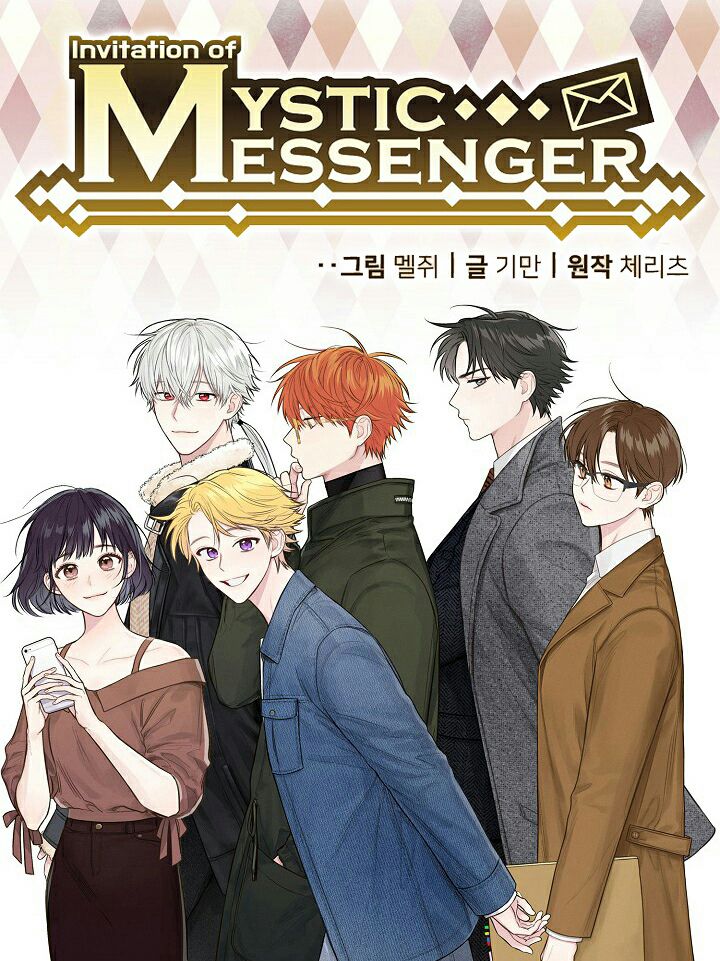 Invitation of
MYSTIC
MESSENGER
··그림 멜쥐 | 글 기만 | 원작 체리츠